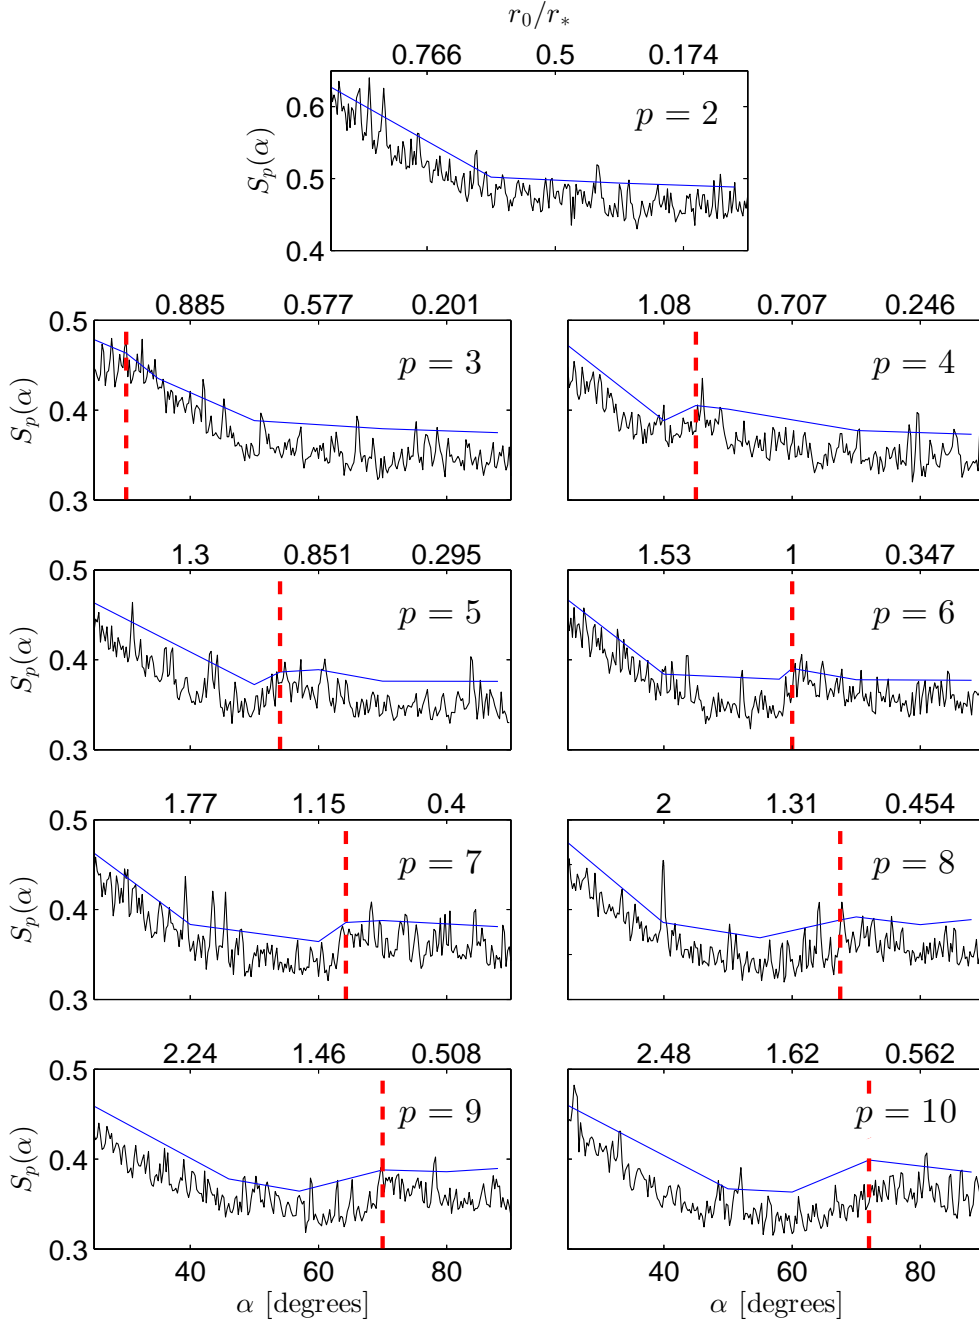 r₀/r∗
0.766 0.5 0.174
0.6
0.5
0.4
S_p(α)
p = 2
0.885 0.577 0.201
1.08 0.707 0.246
0.5
0.4
0.3
S_p(α)
p = 3
p = 4
1.3 0.851 0.295
1.53 1 0.347
0.5
0.4
0.3
S_p(α)
p = 5
p = 6
1.77 1.15 0.4
2 1.31 0.454
0.5
0.4
0.3
S_p(α)
p = 7
p = 8
2.24 1.46 0.508
2.48 1.62 0.562
0.5
0.4
0.3
S_p(α)
p = 9
p = 10
40 60 80
40 60 80
α [degrees]
α [degrees]